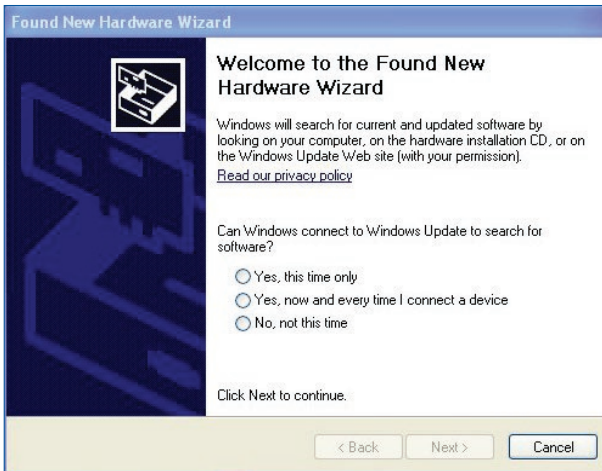 Found New Hardware Wizard
Welcome to the Found New
Hardware Wizard
Windows will search for current and updated software by
looking on your computer, on the hardware installation CD, or on
the Windows Update Web site (with your permission).
Read our privacy policy
Can Windows connect to Windows Update to search for
software?
Yes, this time only
Yes, now and every time I connect a device
No, not this time
Click Next to continue.
< Back Next > Cancel